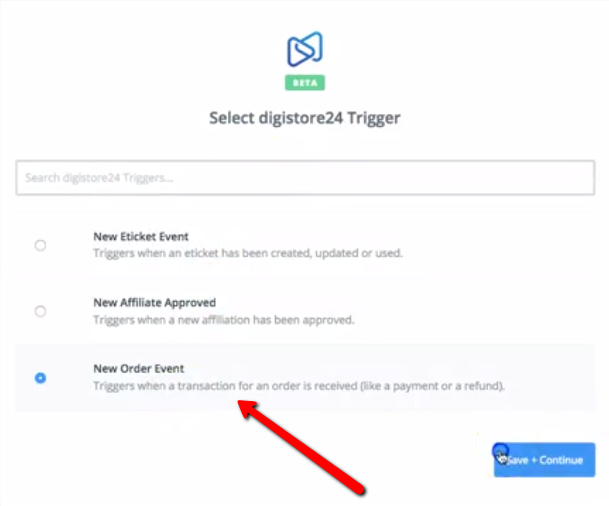 BETA
Select digistore24 Trigger
Search digistore24 Triggers...
New Eticket Event
Triggers when an eticket has been created, updated or used.
New Affiliate Approved
Triggers when a new affiliation has been approved.
New Order Event
Triggers when a transaction for an order is received (like a payment or a refund).
Save + Continue